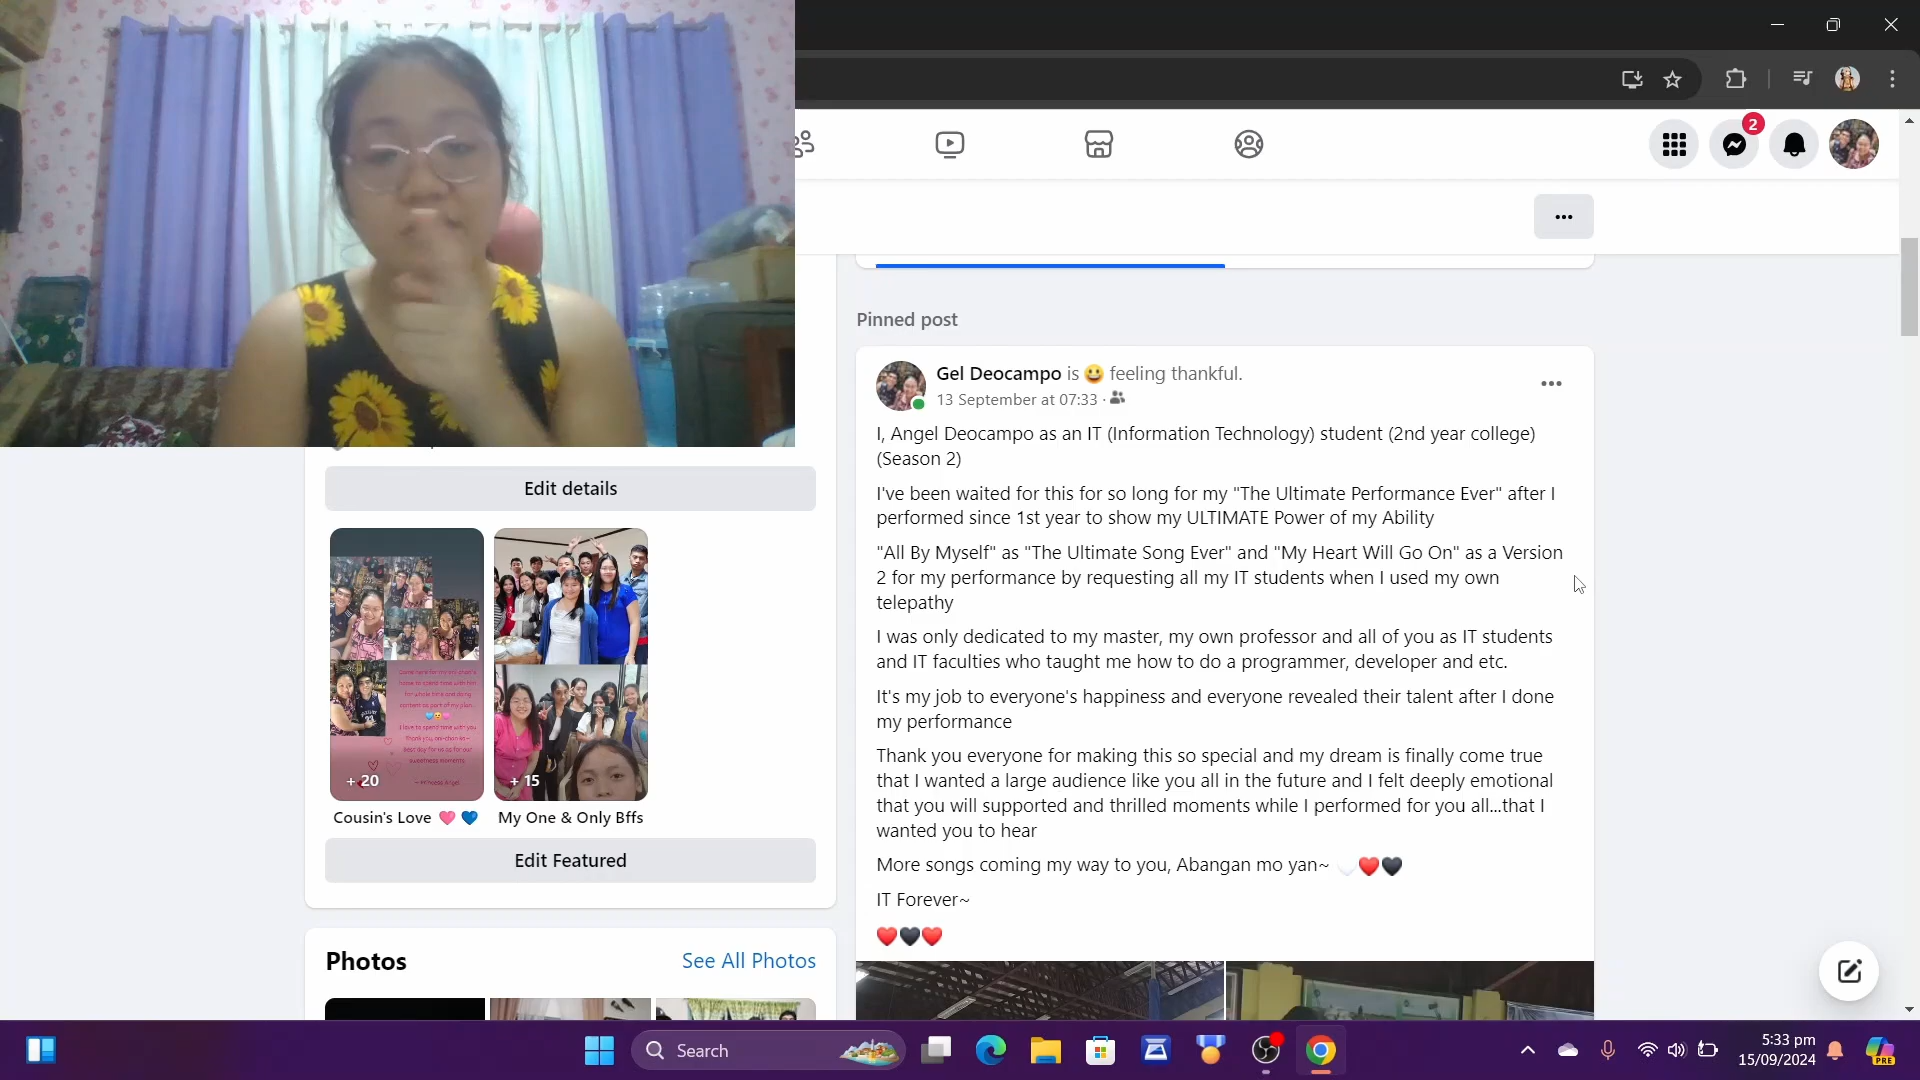 2
Pinned post
Gel Deocampo is 😀 feeling thankful.
13 September at 07:33 ·
I, Angel Deocampo as an IT (Information Technology) student (2nd year college)
(Season 2)
I've been waited for this for so long for my "The Ultimate Performance Ever" after I
performed since 1st year to show my ULTIMATE Power of my Ability
"All By Myself" as "The Ultimate Song Ever" and "My Heart Will Go On" as a Version
2 for my performance by requesting all my IT students when I used my own
telepathy
I was only dedicated to my master, my own professor and all of you as IT students
and IT faculties who taught me how to do a programmer, developer and etc.
It's my job to everyone's happiness and everyone revealed their talent after I done
my performance
Thank you everyone for making this so special and my dream is finally come true
that I wanted a large audience like you all in the future and I felt deeply emotional
that you will supported and thrilled moments while I performed for you all...that I
wanted you to hear
More songs coming my way to you, Abangan mo yan~ 🤍❤️🖤
IT Forever~
❤️🖤❤️
Edit details
+ 20
+ 15
Cousin's Love 🩷 💙
My One & Only Bffs
Edit Featured
Photos
See All Photos
Search
5:33 pm
15/09/2024
PRE